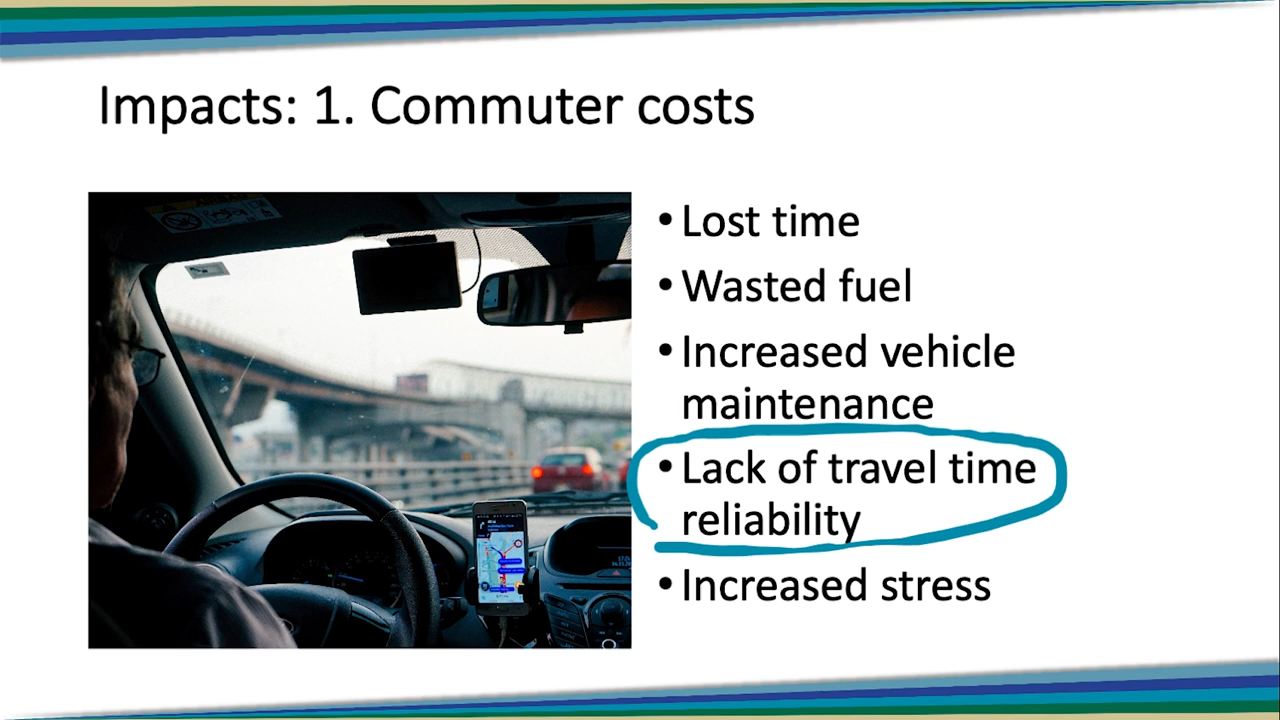 Impacts: 1. Commuter costs
• Lost time
• Wasted fuel
• Increased vehicle
maintenance
• Lack of travel time
reliability
• Increased stress